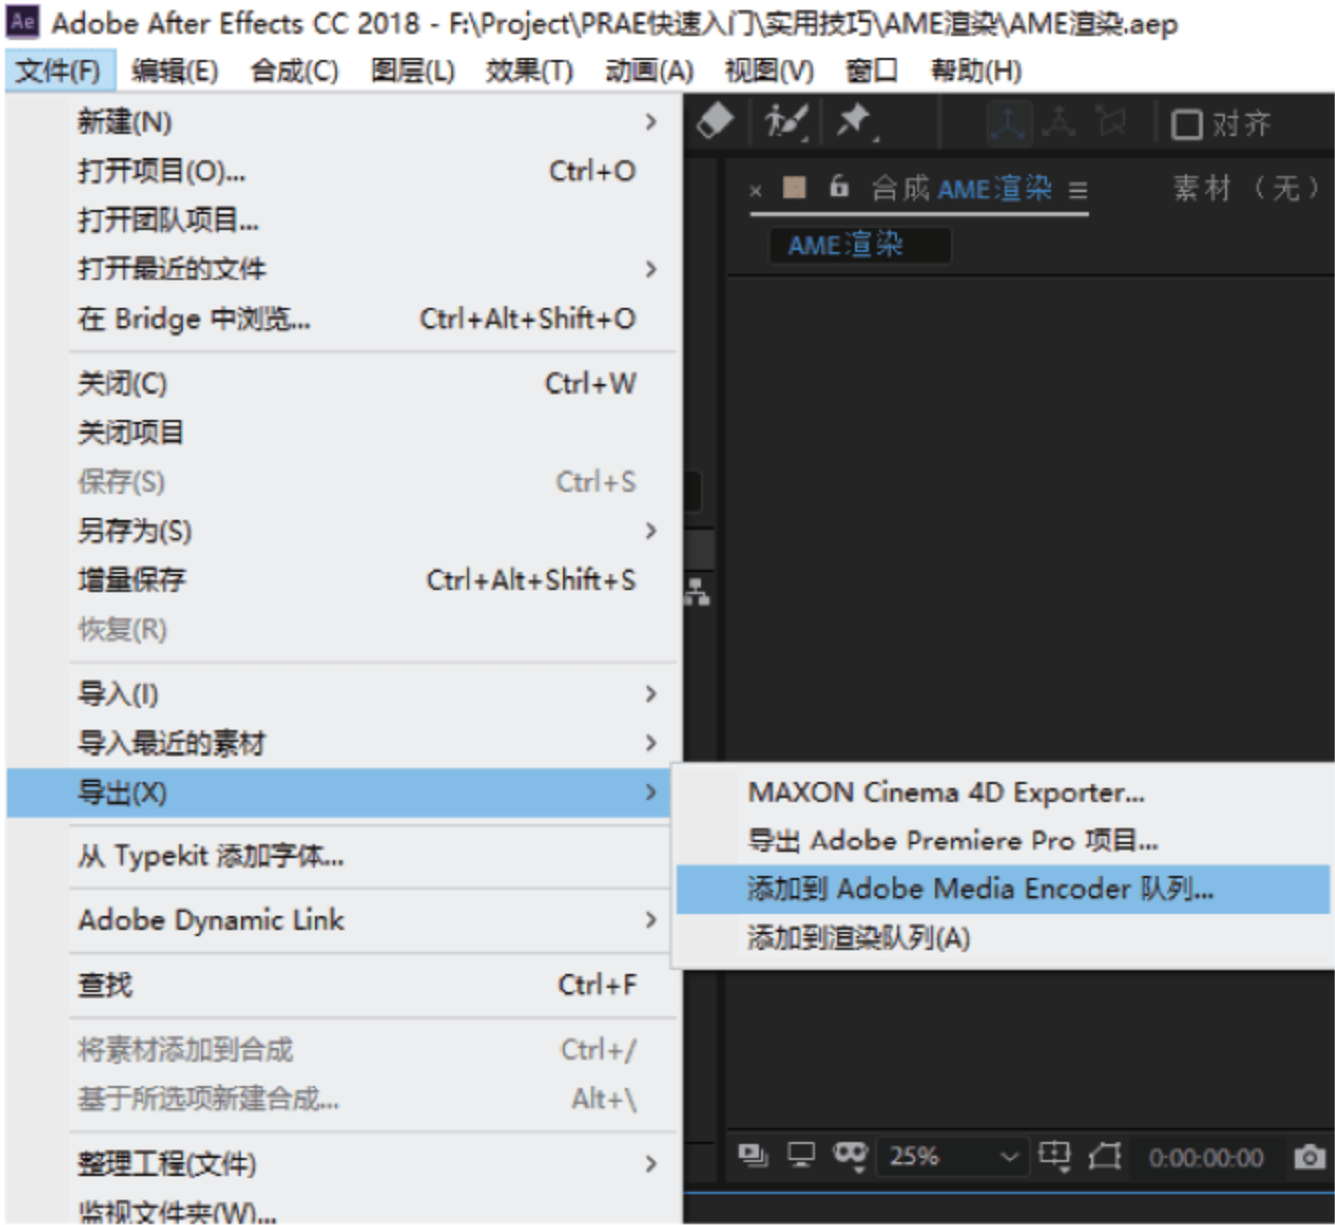 Ae Adobe After Effects CC 2018 - F:\Project\PRAE快速入门\实用技巧\AME渲染\AME渲染.aep
文件(F) 编辑(E) 合成(C) 图层(L) 效果(T) 动画(A) 视图(V) 窗口 帮助(H)
新建(N)
打开项目(O)... Ctrl+O
打开团队项目...
打开最近的文件
在 Bridge 中浏览... Ctrl+Alt+Shift+O
关闭(C) Ctrl+W
关闭项目
保存(S) Ctrl+S
另存为(S)
增量保存 Ctrl+Alt+Shift+S
恢复(R)
导入(I)
导入最近的素材
导出(X)
从 Typekit 添加字体...
Adobe Dynamic Link
查找 Ctrl+F
将素材添加到合成 Ctrl+/
基于所选项新建合成... Alt+\
整理工程(文件)
监视文件夹(W)...
对齐
合成 AME渲染 素材 （无）
AME渲染
MAXON Cinema 4D Exporter...
导出 Adobe Premiere Pro 项目...
添加到 Adobe Media Encoder 队列...
添加到渲染队列(A)
25% 0:00:00:00